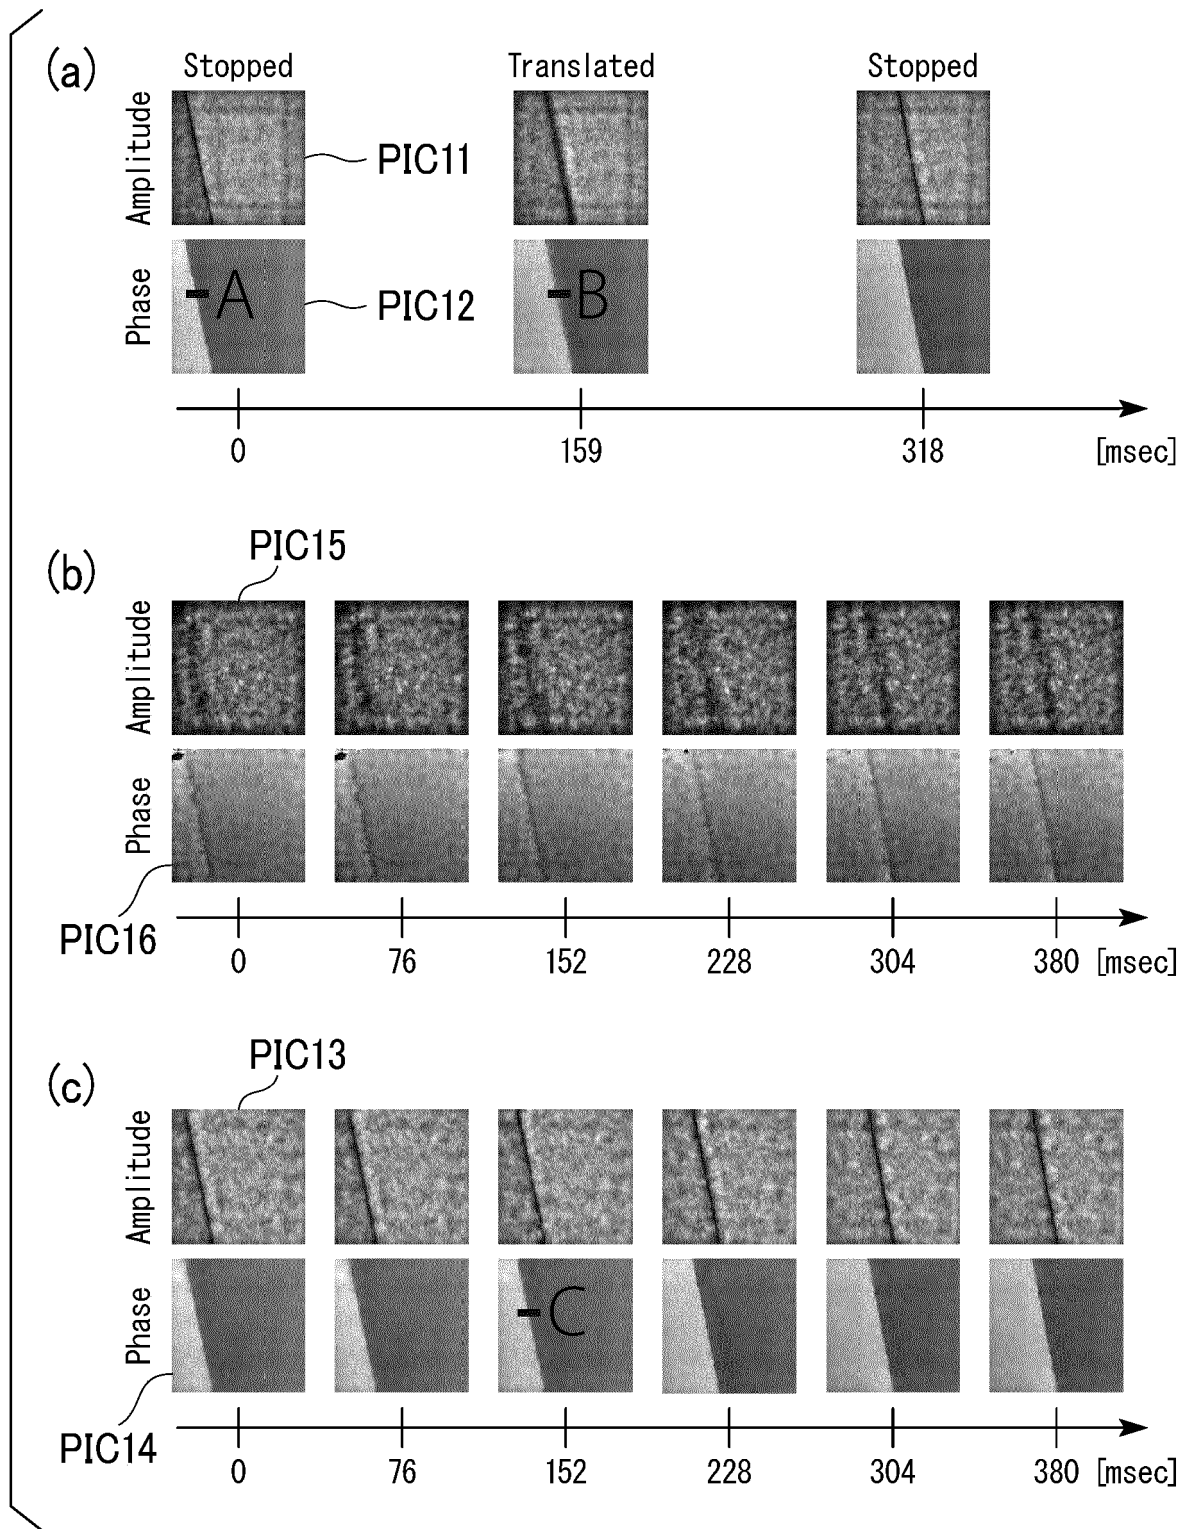 (a)
Stopped Translated Stopped
Amplitude
PIC11
Phase
A
B
PIC12
0 159 318 [msec]
(b)
PIC15
Amplitude
Phase
PIC16
0 76 152 228 304 380 [msec]
(c)
PIC13
Amplitude
Phase
C
PIC14
0 76 152 228 304 380 [msec]